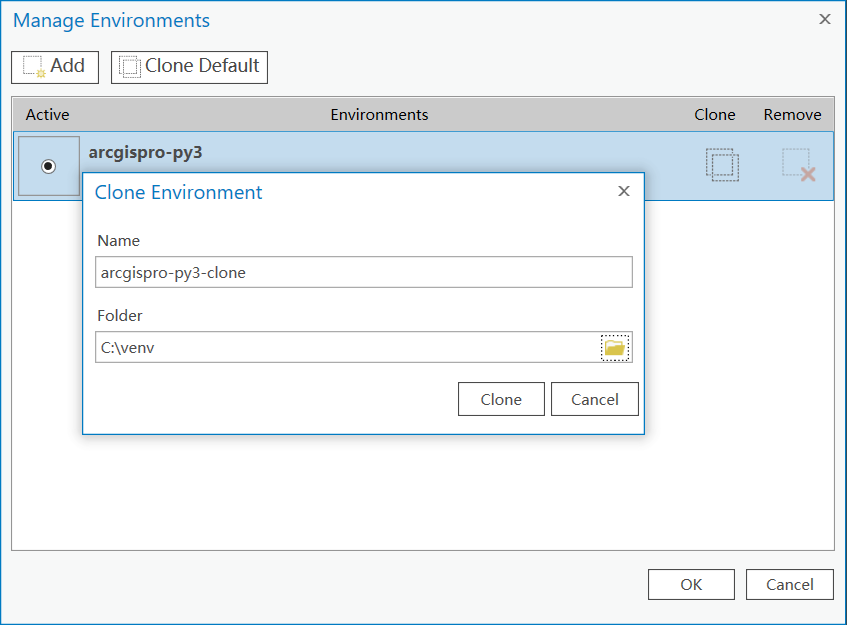 Manage Environments
Add
Clone Default
Active Environments Clone Remove
arcgispro-py3
Clone Environment
Name
arcgispro-py3-clone
Folder
C:\venv
Clone Cancel
OK Cancel